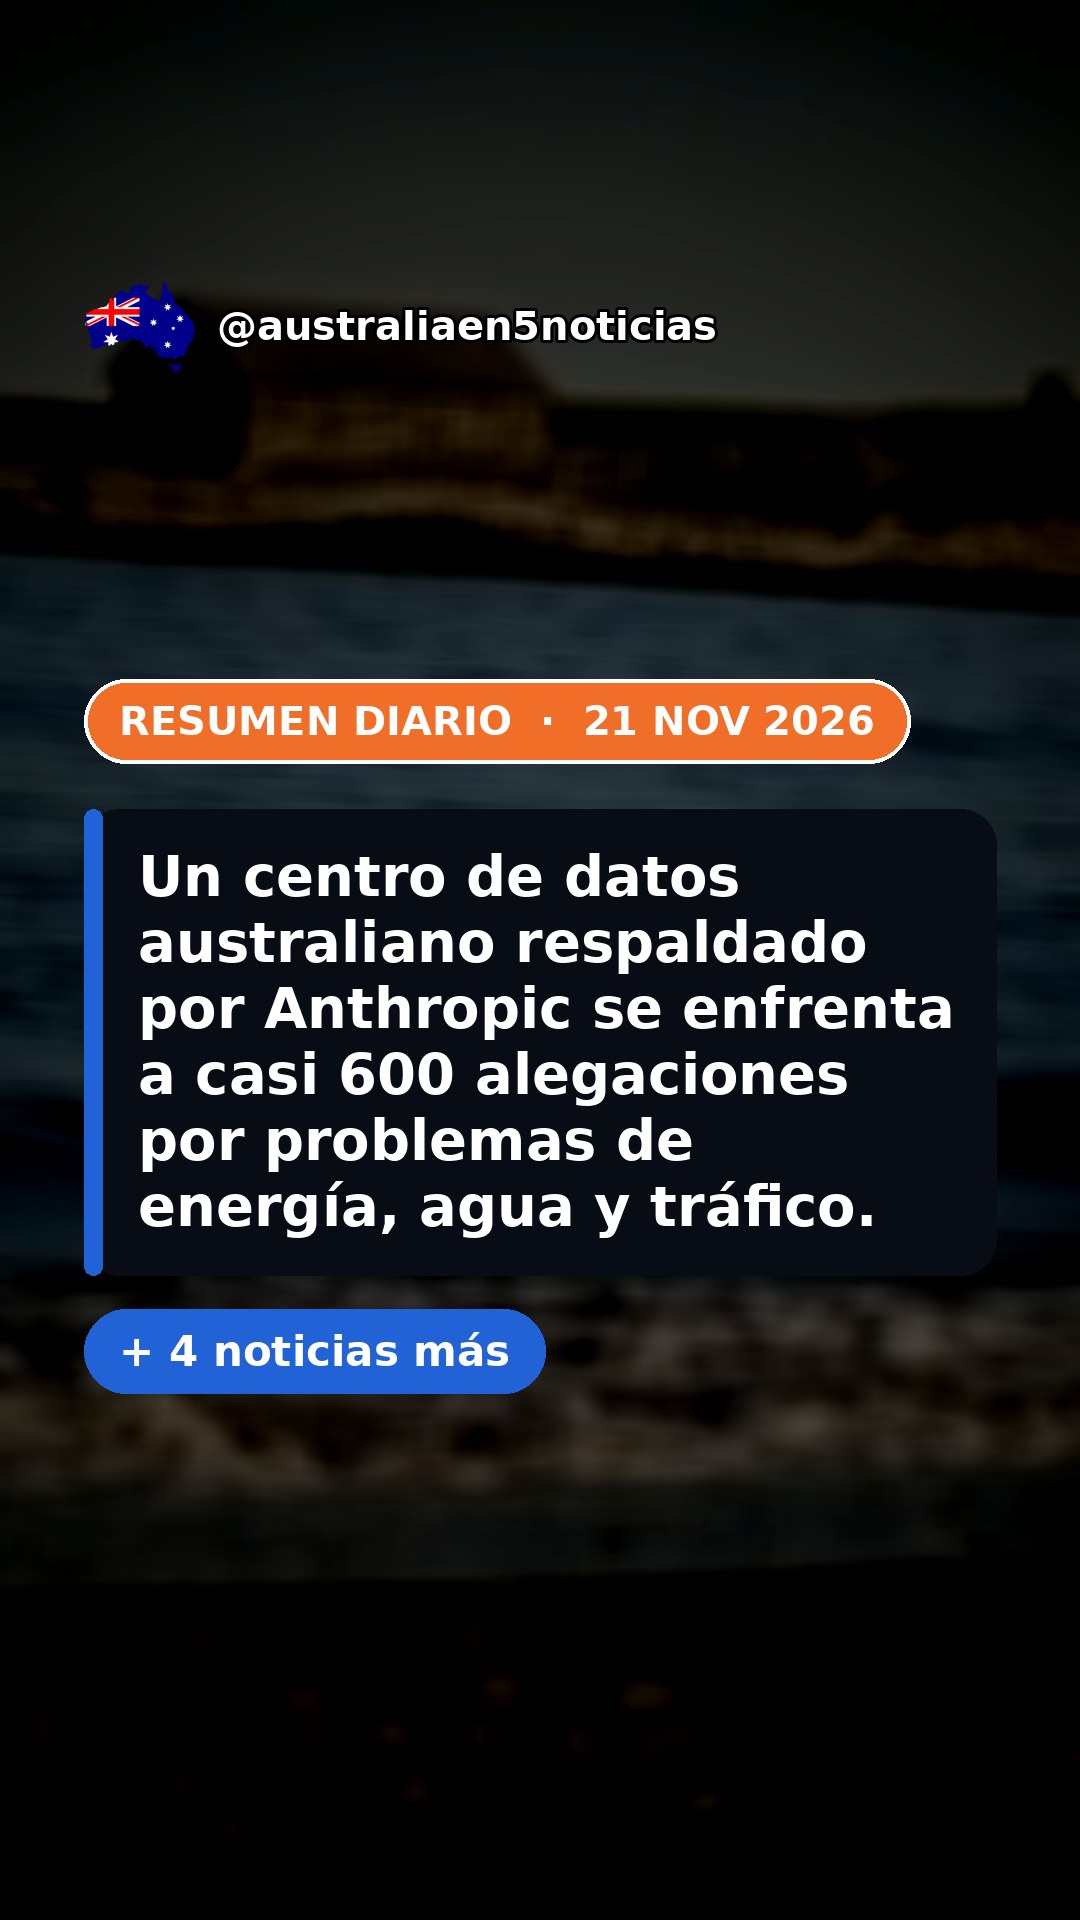 @australiaen5noticias
RESUMEN DIARIO · 21 NOV 2026
Un centro de datos
australiano respaldado
por Anthropic se enfrenta
a casi 600 alegaciones
por problemas de
energía, agua y tráfico.
+ 4 noticias más